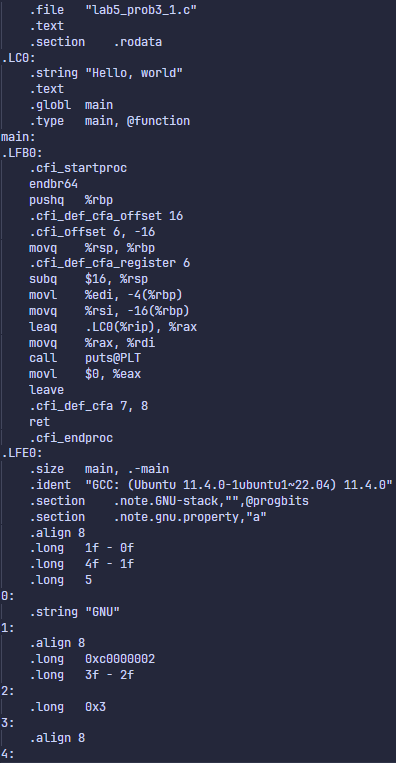 .file "lab5_prob3_1.c"
.text
.section .rodata
.LC0:
.string "Hello, world"
.text
.globl main
.type main, @function
main:
.LFB0:
.cfi_startproc
endbr64
pushq %rbp
.cfi_def_cfa_offset 16
.cfi_offset 6, -16
movq %rsp, %rbp
.cfi_def_cfa_register 6
subq $16, %rsp
movl %edi, -4(%rbp)
movq %rsi, -16(%rbp)
leaq .LC0(%rip), %rax
movq %rax, %rdi
call puts@PLT
movl $0, %eax
leave
.cfi_def_cfa 7, 8
ret
.cfi_endproc
.LFE0:
.size main, .-main
.ident "GCC: (Ubuntu 11.4.0-1ubuntu1~22.04) 11.4.0"
.section .note.GNU-stack,"",@progbits
.section .note.gnu.property,"a"
.align 8
.long 1f - 0f
.long 4f - 1f
.long 5
0:
.string "GNU"
1:
.align 8
.long 0xc0000002
.long 3f - 2f
2:
.long 0x3
3:
.align 8
4: